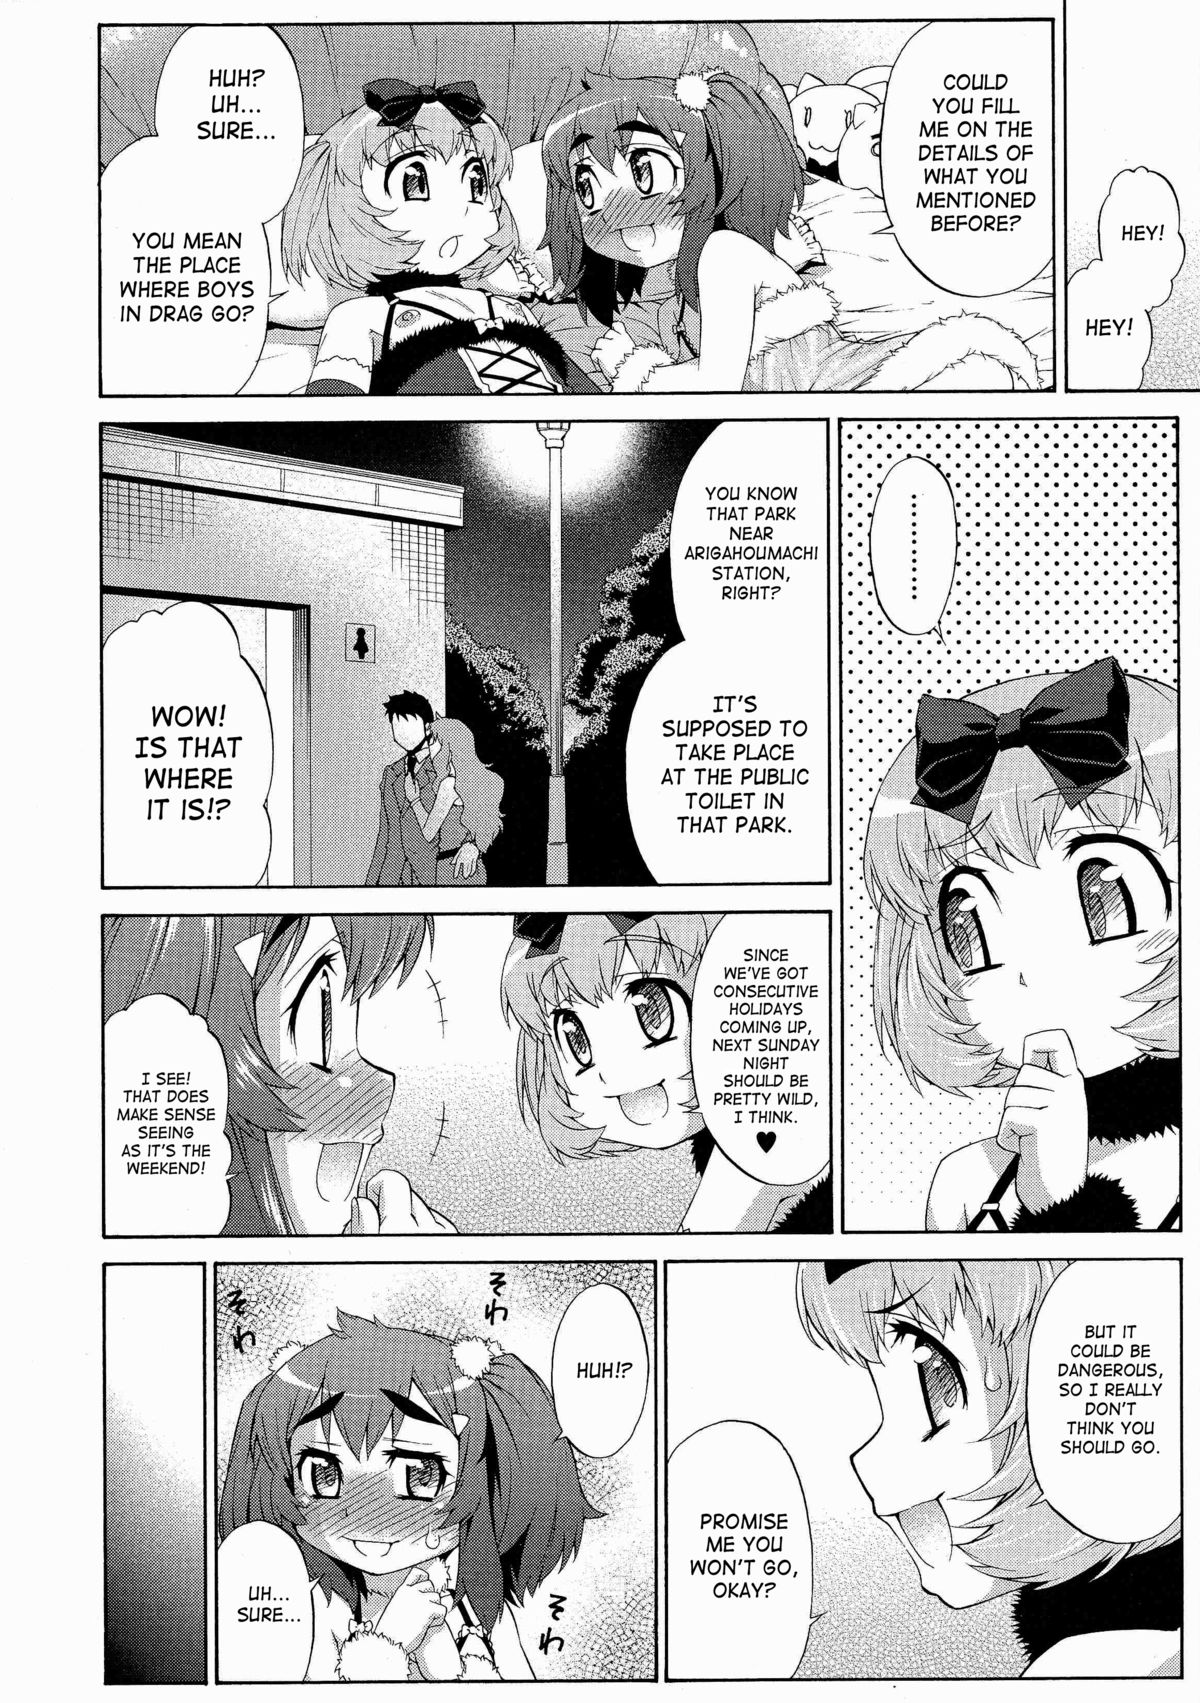 HEY!
HEY!
COULD
YOU FILL
ME ON THE
DETAILS OF
WHAT YOU
MENTIONED
BEFORE?
HUH?
UH...
SURE...
YOU MEAN
THE PLACE
WHERE BOYS
IN DRAG GO?
.........
YOU KNOW
THAT PARK
NEAR
ARIGAHOUMACHI
STATION,
RIGHT?
IT'S
SUPPOSED TO
TAKE PLACE
AT THE PUBLIC
TOILET IN
THAT PARK.
WOW!
IS THAT
WHERE
IT IS!?
SINCE
WE'VE GOT
CONSECUTIVE
HOLIDAYS
COMING UP,
NEXT SUNDAY
NIGHT
SHOULD BE
PRETTY WILD,
I THINK.
♥
I SEE!
THAT DOES
MAKE SENSE
SEEING
AS IT'S THE
WEEKEND!
BUT IT
COULD BE
DANGEROUS,
SO I REALLY
DON'T
THINK YOU
SHOULD GO.
PROMISE
ME YOU
WON'T GO,
OKAY?
HUH!?
そわ
そわ
UH...
SURE...